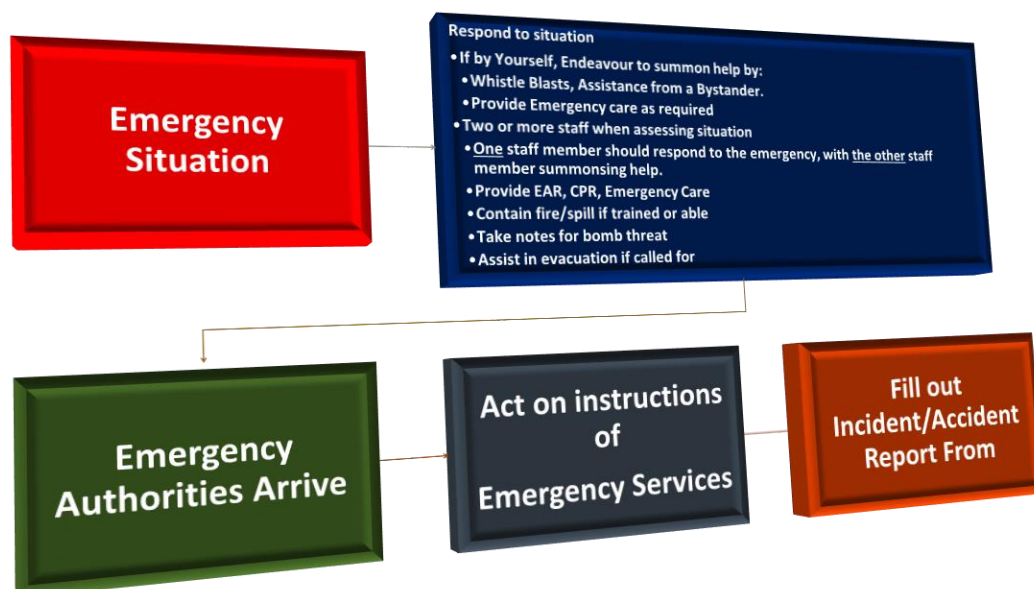 Emergency
Situation
Respond to situation
•If by Yourself, Endeavour to summon help by:
•Whistle Blasts, Assistance from a Bystander.
•Provide Emergency care as required
•Two or more staff when assessing situation
•One staff member should respond to the emergency, with the other staff
member summonsing help.
•Provide EAR, CPR, Emergency Care
•Contain fire/spill if trained or able
•Take notes for bomb threat
•Assist in evacuation if called for
Emergency
Authorities Arrive
Act on instructions
of
Emergency Services
Fill out
Incident/Accident
Report From